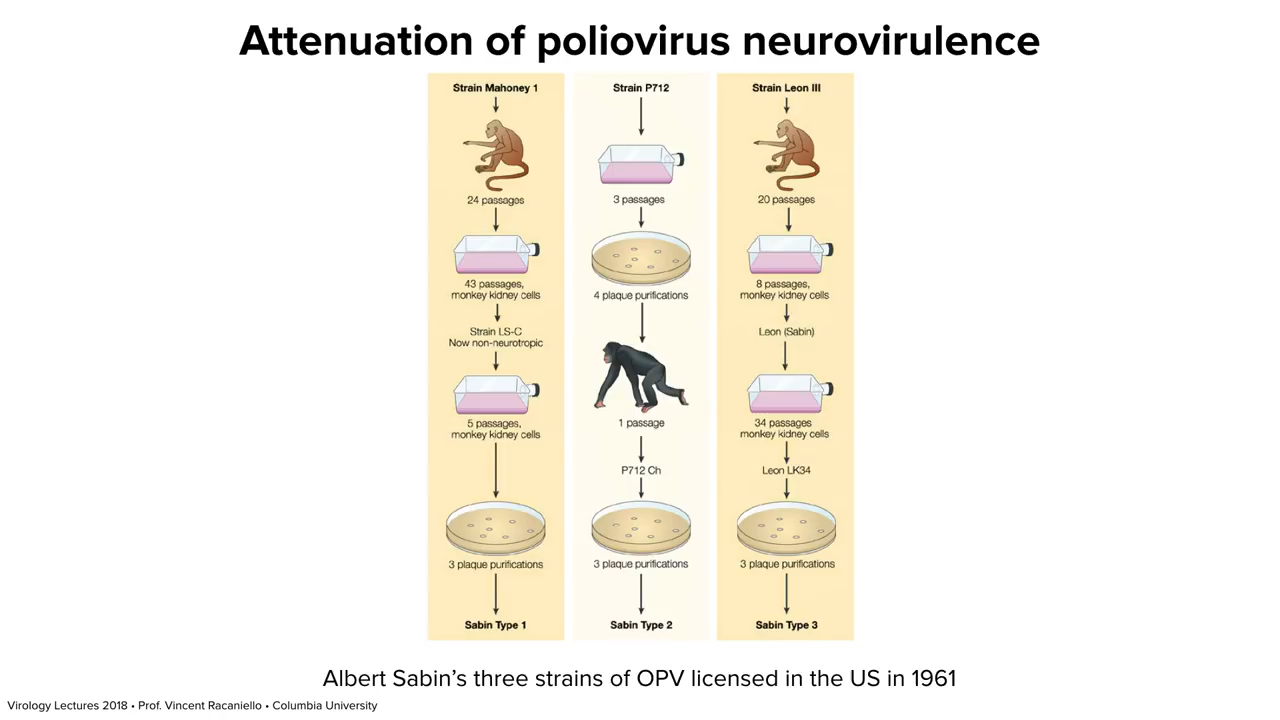 Attenuation of poliovirus neurovirulence
Strain Mahoney 1
24 passages
43 passages,
monkey kidney cells
Strain LS-C
Now non-neurotropic
5 passages,
monkey kidney cells
3 plaque purifications
Sabin Type 1
Strain P712
3 passages
4 plaque purifications
1 passage
P712 Ch
3 plaque purifications
Sabin Type 2
Strain Leon III
20 passages
8 passages,
monkey kidney cells
Leon (Sabin)
34 passages
monkey kidney cells
Leon LK34
3 plaque purifications
Sabin Type 3
Albert Sabin’s three strains of OPV licensed in the US in 1961
Virology Lectures 2018 • Prof. Vincent Racaniello • Columbia University